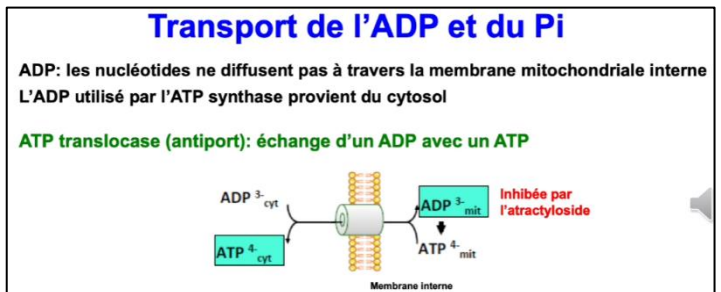 Transport de l'ADP et du Pi
ADP: les nucléotides ne diffusent pas à travers la membrane mitochondriale interne
L'ADP utilisé par l'ATP synthase provient du cytosol
ATP translocase (antiport): échange d'un ADP avec un ATP
ADP 3- cyt
ADP 3- mit
Inhibée par
l'atractyloside
ATP 4- cyt
ATP 4- mit
Membrane interne